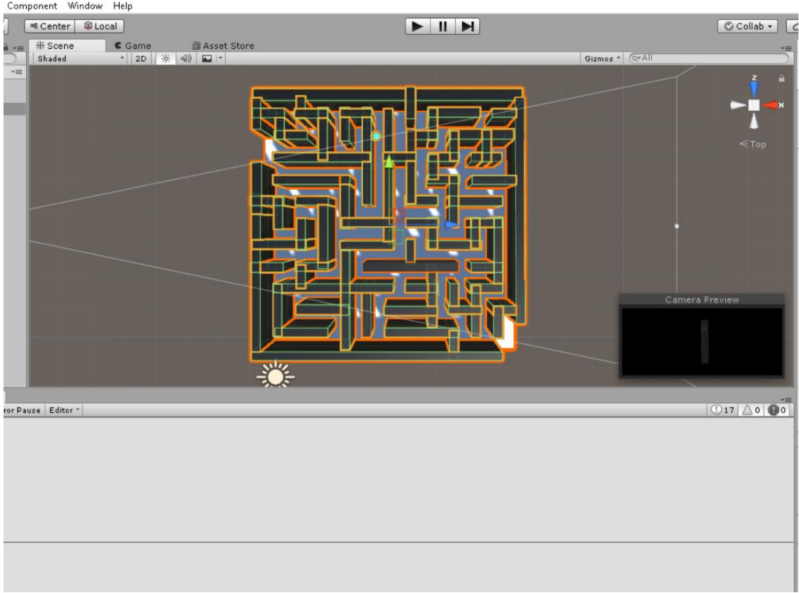 Component Window Help
Center Local Collab
Scene Game Asset Store
Shaded 2D Gizmos All
z
x
Top
Camera Preview
ror Pause Editor 17 0 0